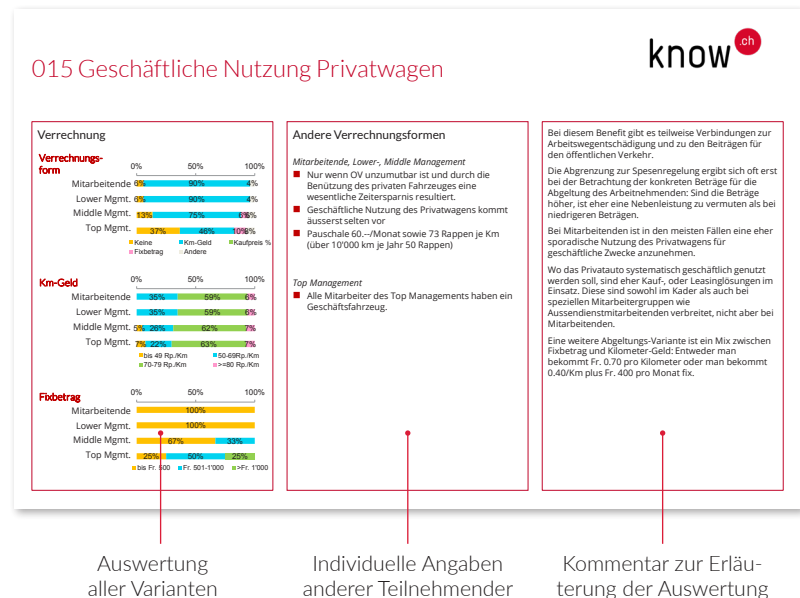 know.ch
015 Geschäftliche Nutzung Privatwagen
Verrechnung
Verrechnungs-
form
0% 50% 100%
Mitarbeitende 6% 90% 4%
Lower Mgmt. 6% 90% 4%
Middle Mgmt. 13% 75% 6%6%
Top Mgmt. 37% 46% 10%8%
Keine Km-Geld Kaufpreis %
Fixbetrag Andere
Km-Geld
0% 50% 100%
Mitarbeitende 35% 59% 6%
Lower Mgmt. 35% 59% 6%
Middle Mgmt. 5% 26% 62% 7%
Top Mgmt. 7% 22% 63% 7%
bis 49 Rp./Km 50-69Rp./Km
70-79 Rp./Km >=80 Rp./Km
Fixbetrag
0% 50% 100%
Mitarbeitende 100%
Lower Mgmt. 100%
Middle Mgmt. 67% 33%
Top Mgmt. 25% 50% 25%
bis Fr. 500 Fr. 501-1'000 >Fr. 1'000
Andere Verrechnungsformen
Mitarbeitende, Lower-, Middle Management
Nur wenn OV unzumutbar ist und durch die
Benützung des privaten Fahrzeuges eine
wesentliche Zeitersparnis resultiert.
Geschäftliche Nutzung des Privatwagens kommt
äusserst selten vor
Pauschale 60.--/Monat sowie 73 Rappen je Km
(über 10'000 km je Jahr 50 Rappen)
Top Management
Alle Mitarbeiter des Top Managements haben ein
Geschäftsfahrzeug.
Bei diesem Benefit gibt es teilweise Verbindungen zur
Arbeitswegentschädigung und zu den Beiträgen für
den öffentlichen Verkehr.
Die Abgrenzung zur Spesenregelung ergibt sich oft erst
bei der Betrachtung der konkreten Beträge für die
Abgeltung des Arbeitnehmenden: Sind die Beträge
höher, ist eher eine Nebenleistung zu vermuten als bei
niedrigeren Beträgen.
Bei Mitarbeitenden ist in den meisten Fällen eine eher
sporadische Nutzung des Privatwagens für
geschäftliche Zwecke anzunehmen.
Wo das Privatauto systematisch geschäftlich genutzt
werden soll, sind eher Kauf-, oder Leasinglösungen im
Einsatz. Diese sind sowohl im Kader als auch bei
speziellen Mitarbeitergruppen wie
Aussendienstmitarbeitenden verbreitet, nicht aber bei
Mitarbeitenden.
Eine weitere Abgeltungs-Variante ist ein Mix zwischen
Fixbetrag und Kilometer-Geld: Entweder man
bekommt Fr. 0.70 pro Kilometer oder man bekommt
0.40/Km plus Fr. 400 pro Monat fix.
Auswertung
aller Varianten
Individuelle Angaben
anderer Teilnehmender
Kommentar zur Erläu-
terung der Auswertung